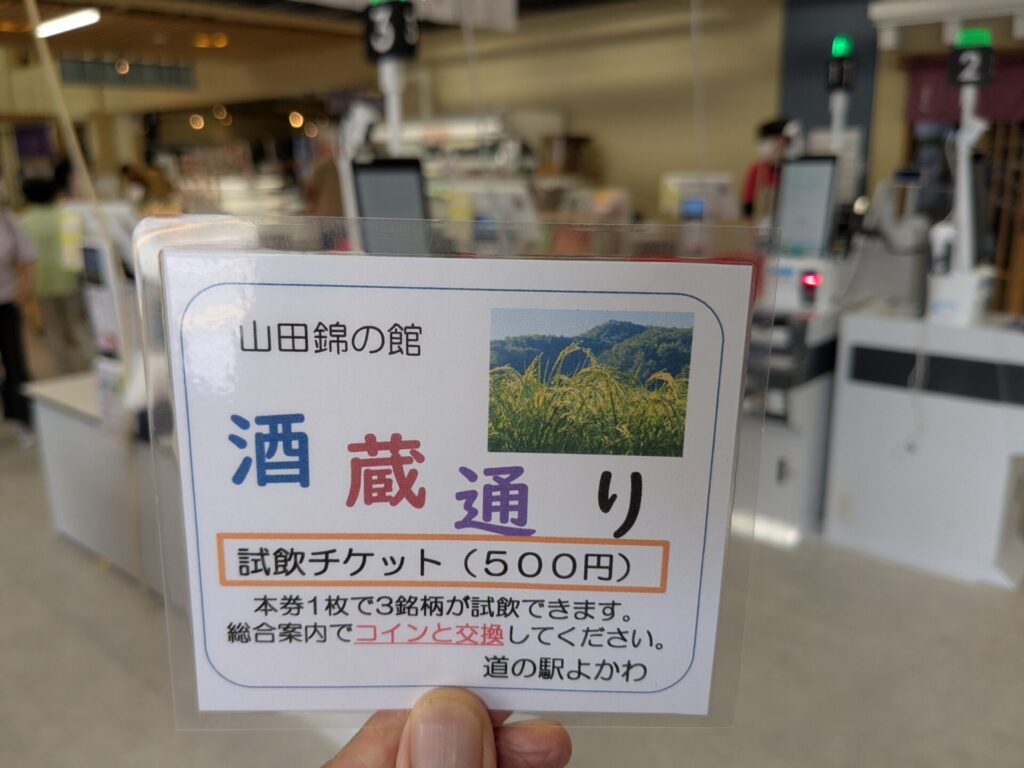 3
2
山田錦の館
酒蔵通り
試飲チケット（500円）
本券1枚で3銘柄が試飲できます。
総合案内でコインと交換してください。
道の駅よかわ